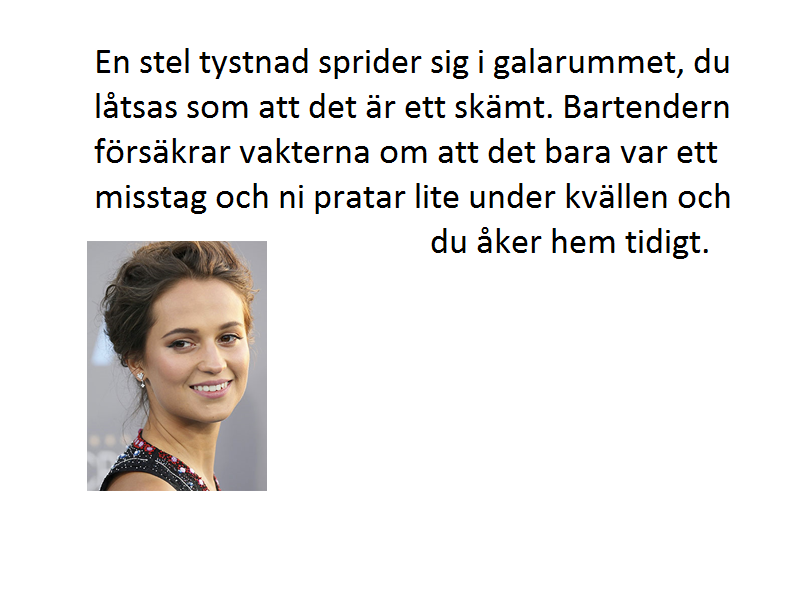 En stel tystnad sprider sig i galarummet, du
låtsas som att det är ett skämt. Bartendern
försäkrar vakterna om att det bara var ett
misstag och ni pratar lite under kvällen och
du åker hem tidigt.